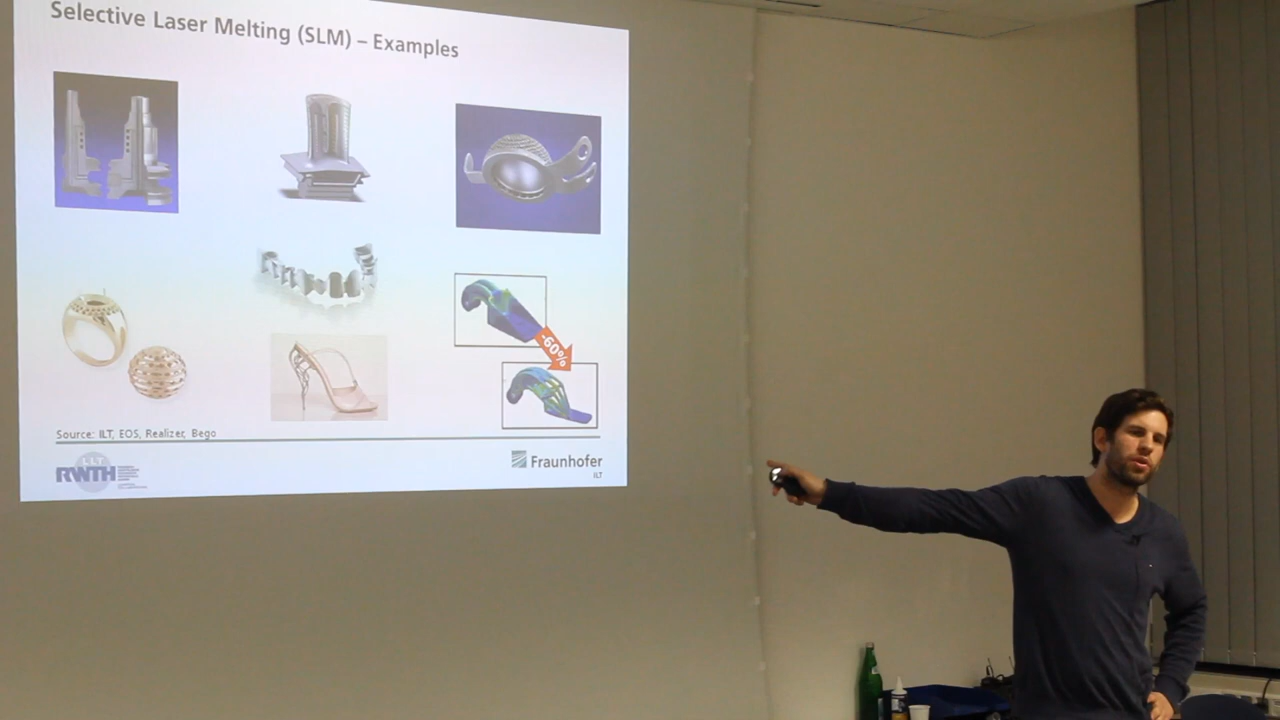 Selective Laser Melting (SLM) – Examples
-60%
Source: ILT, EOS, Realizer, Bego
RWTH
Fraunhofer
ILT